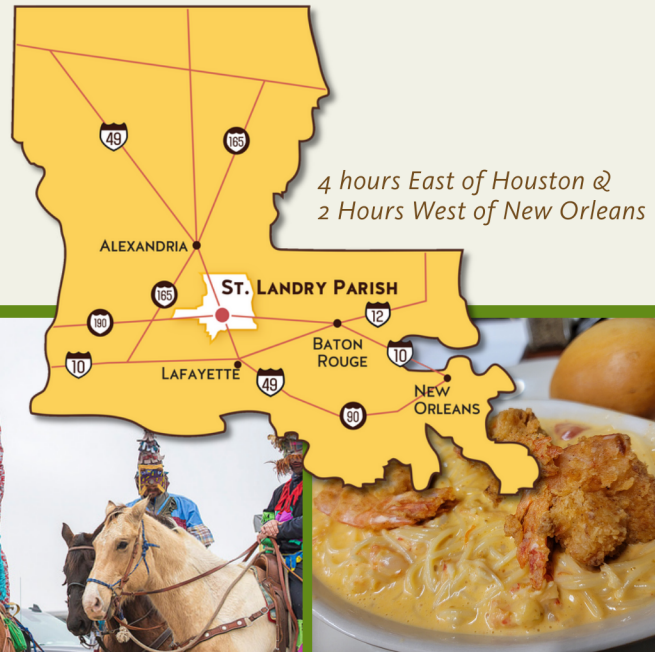 49
165
4 hours East of Houston &
2 Hours West of New Orleans
ALEXANDRIA
165
ST. LANDRY PARISH
190
12
10
LAFAYETTE
49
BATON
ROUGE
10
NEW
ORLEANS
90